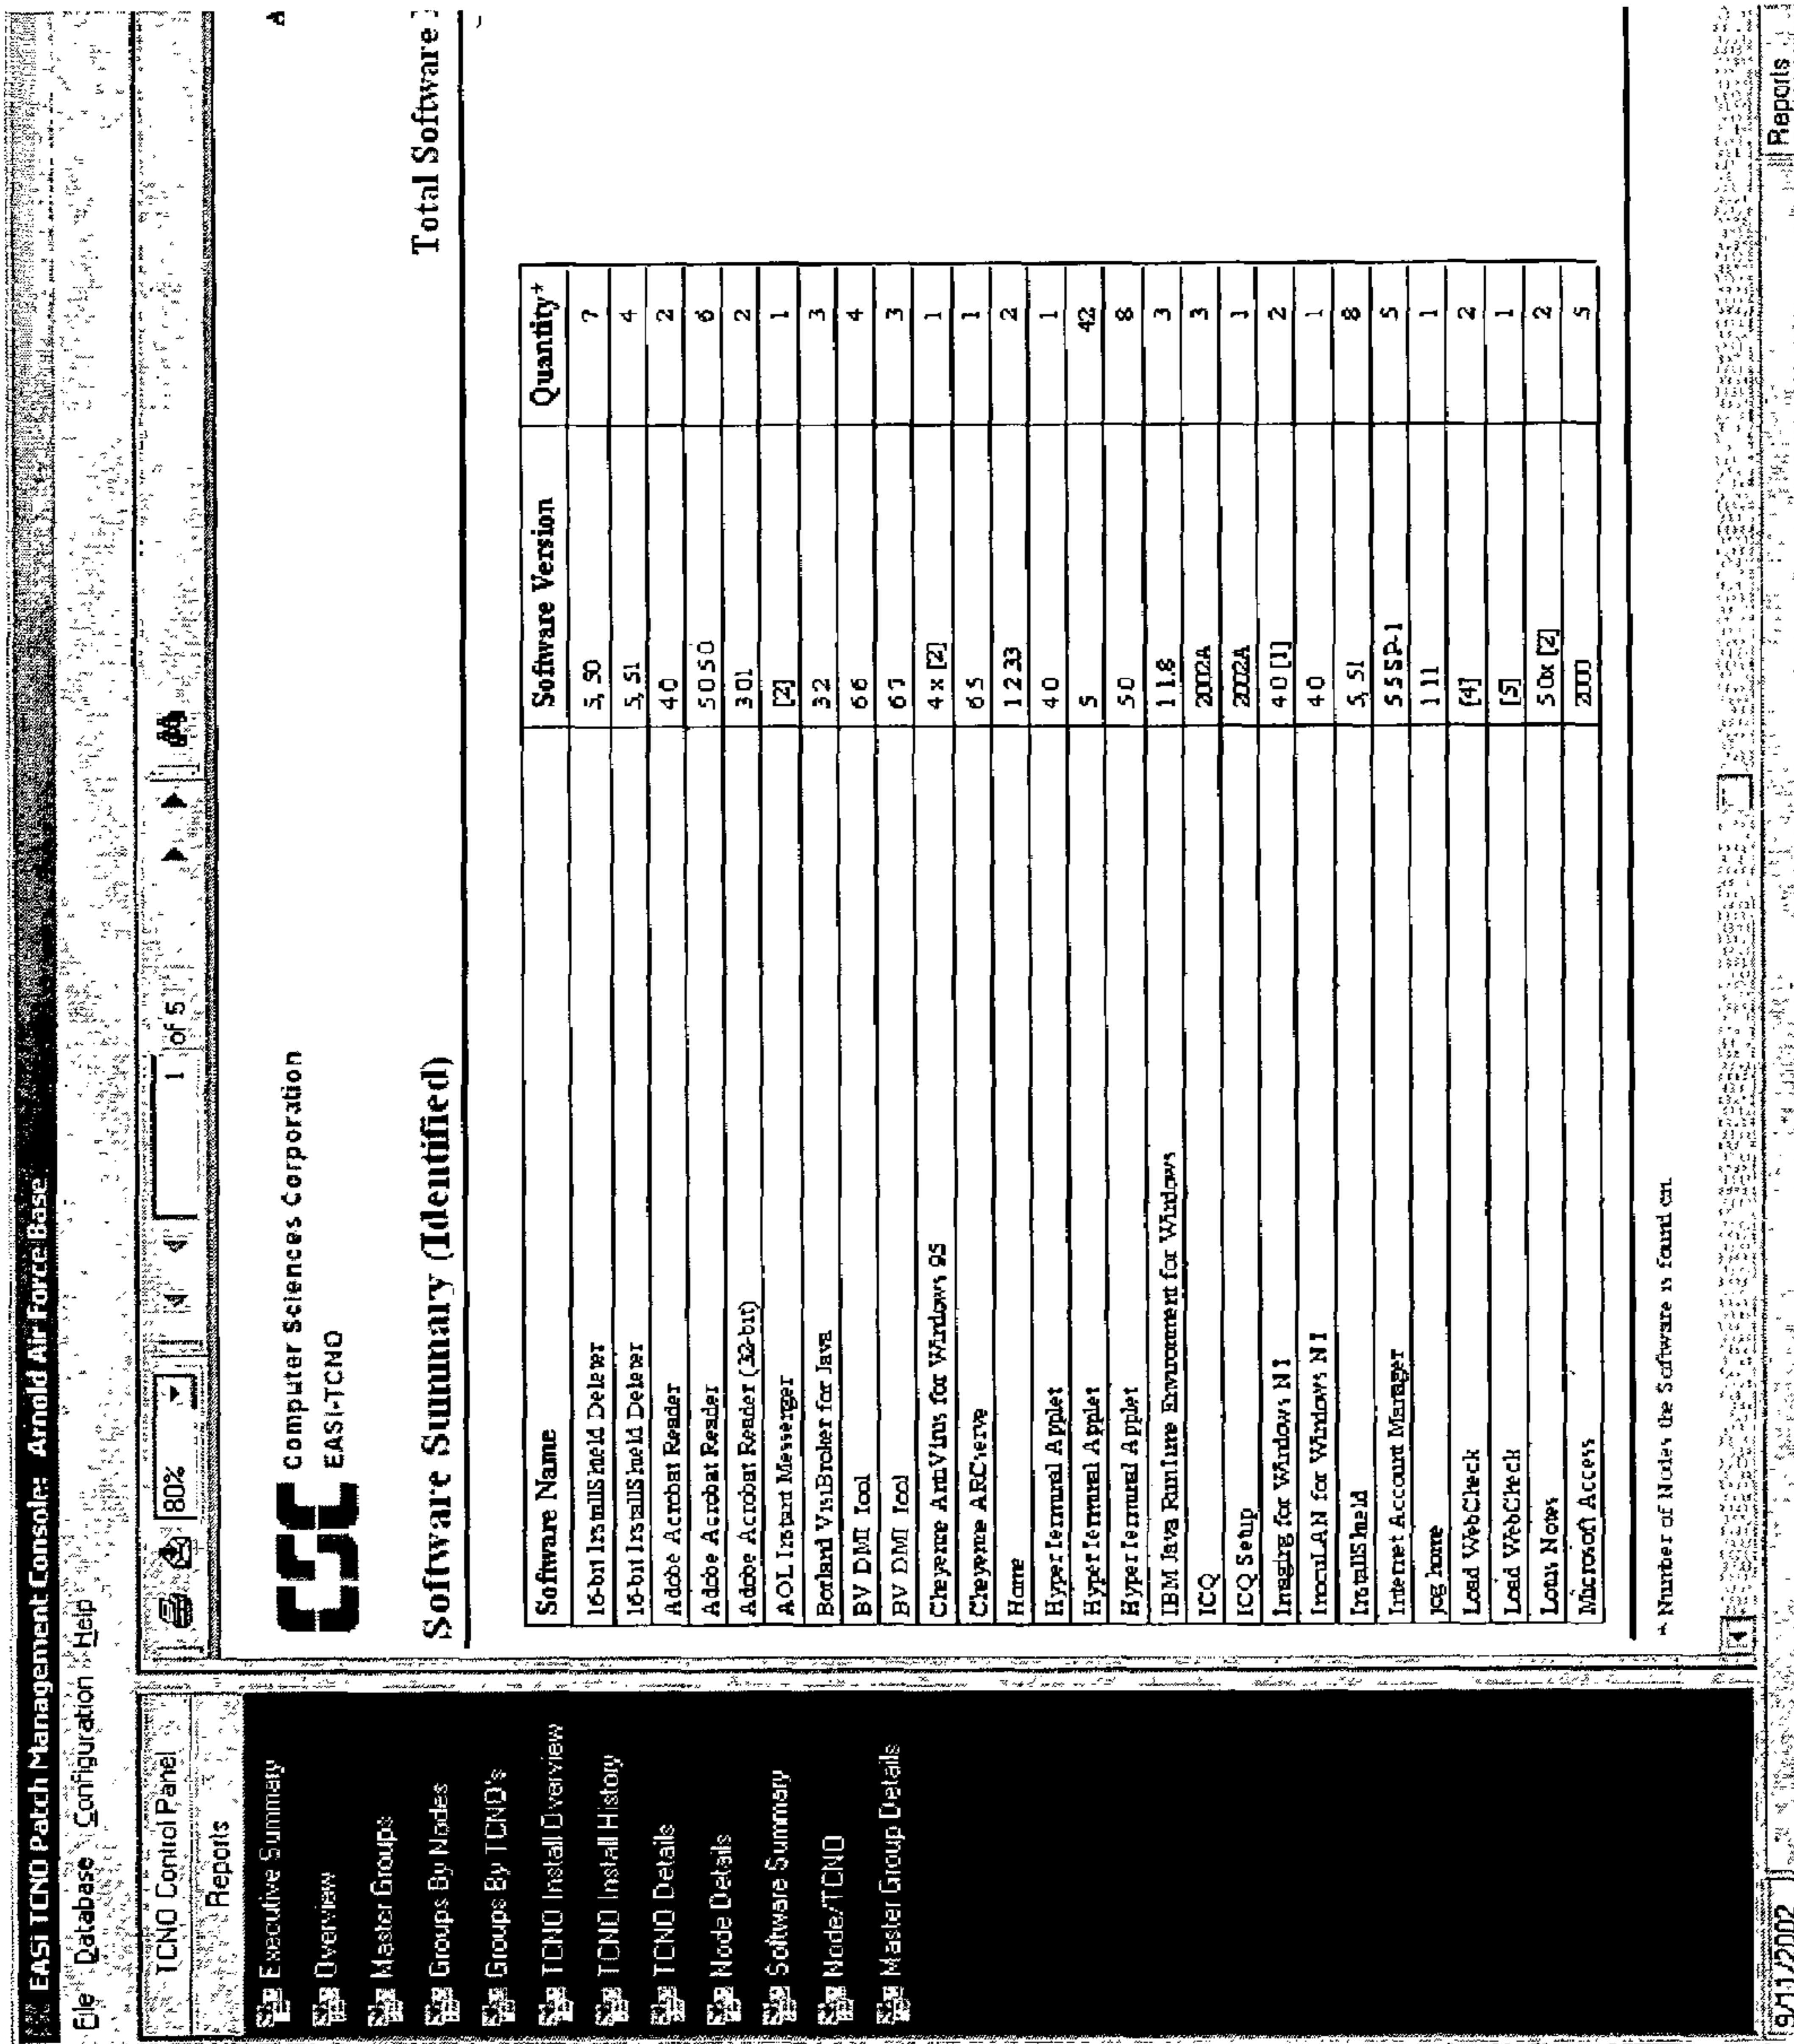 EASI TCNO Patch Management Console: Arnold Air Force Base
File Database Configuration Help
TCNO Control Panel
Reports
Executive Summary
Overview
Master Groups
Groups By Nodes
Groups By TCNO's
TCNO Install Overview
TCNO Install History
TCNO Details
Node Details
Software Summary
Node/TCNO
Master Group Details
80% 1 of 5
CSC Computer Sciences Corporation
EASI-TCNO
A
Software Summary (Identified) Total Software
Software Name Software Version Quantity*
16-bit InstallShield Deleter 5, 50 7
16-bit InstallShield Deleter 5, 51 4
Adobe Acrobat Reader 4 0 2
Adobe Acrobat Reader 5 0 5 0 6
Adobe Acrobat Reader (32-bit) 3 01 2
AOL Instant Messenger [2] 1
Borland VisiBroker for Java 3 2 3
BV DMI Tool 6 6 4
BV DMI Tool 6 7 3
Cheyenne AntiVirus for Windows 95 4 x [2] 1
Cheyenne ARCserve 6 5 1
Home 1 2 33 2
HyperTerminal Applet 4 0 1
HyperTerminal Applet 5 42
HyperTerminal Applet 5 0 8
IBM Java RunTime Environment for Windows 1 1.8 3
ICQ 2002A 3
ICQ Setup 2002A 1
Imaging for Windows NT 4 0 [1] 2
InocuLAN for Windows NT 4 0 1
InstallShield 5, 51 8
Internet Account Manager 5 5 SP-1 5
jog home 1 11 1
Load WebCheck [4] 2
Load WebCheck [5] 1
Lotus Notes 5 0x [2] 2
Microsoft Access 2000 5
* Number of Nodes the Software is found on.
9/11/2002 Reports